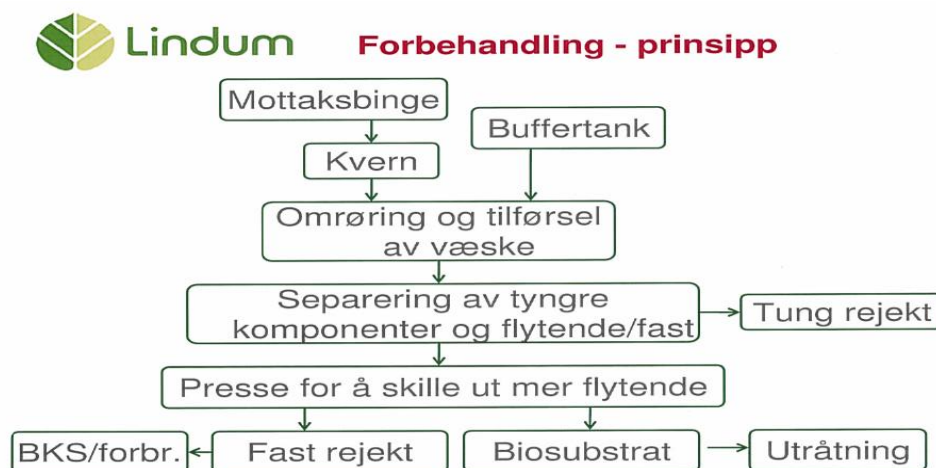 Lindum
Forbehandling - prinsipp
Mottaksbinge
Buffertank
Kvern
Omrøring og tilførsel
av væske
Separering av tyngre
komponenter og flytende/fast
Tung rejekt
Presse for å skille ut mer flytende
BKS/forbr.
Fast rejekt
Biosubstrat
Utråtning